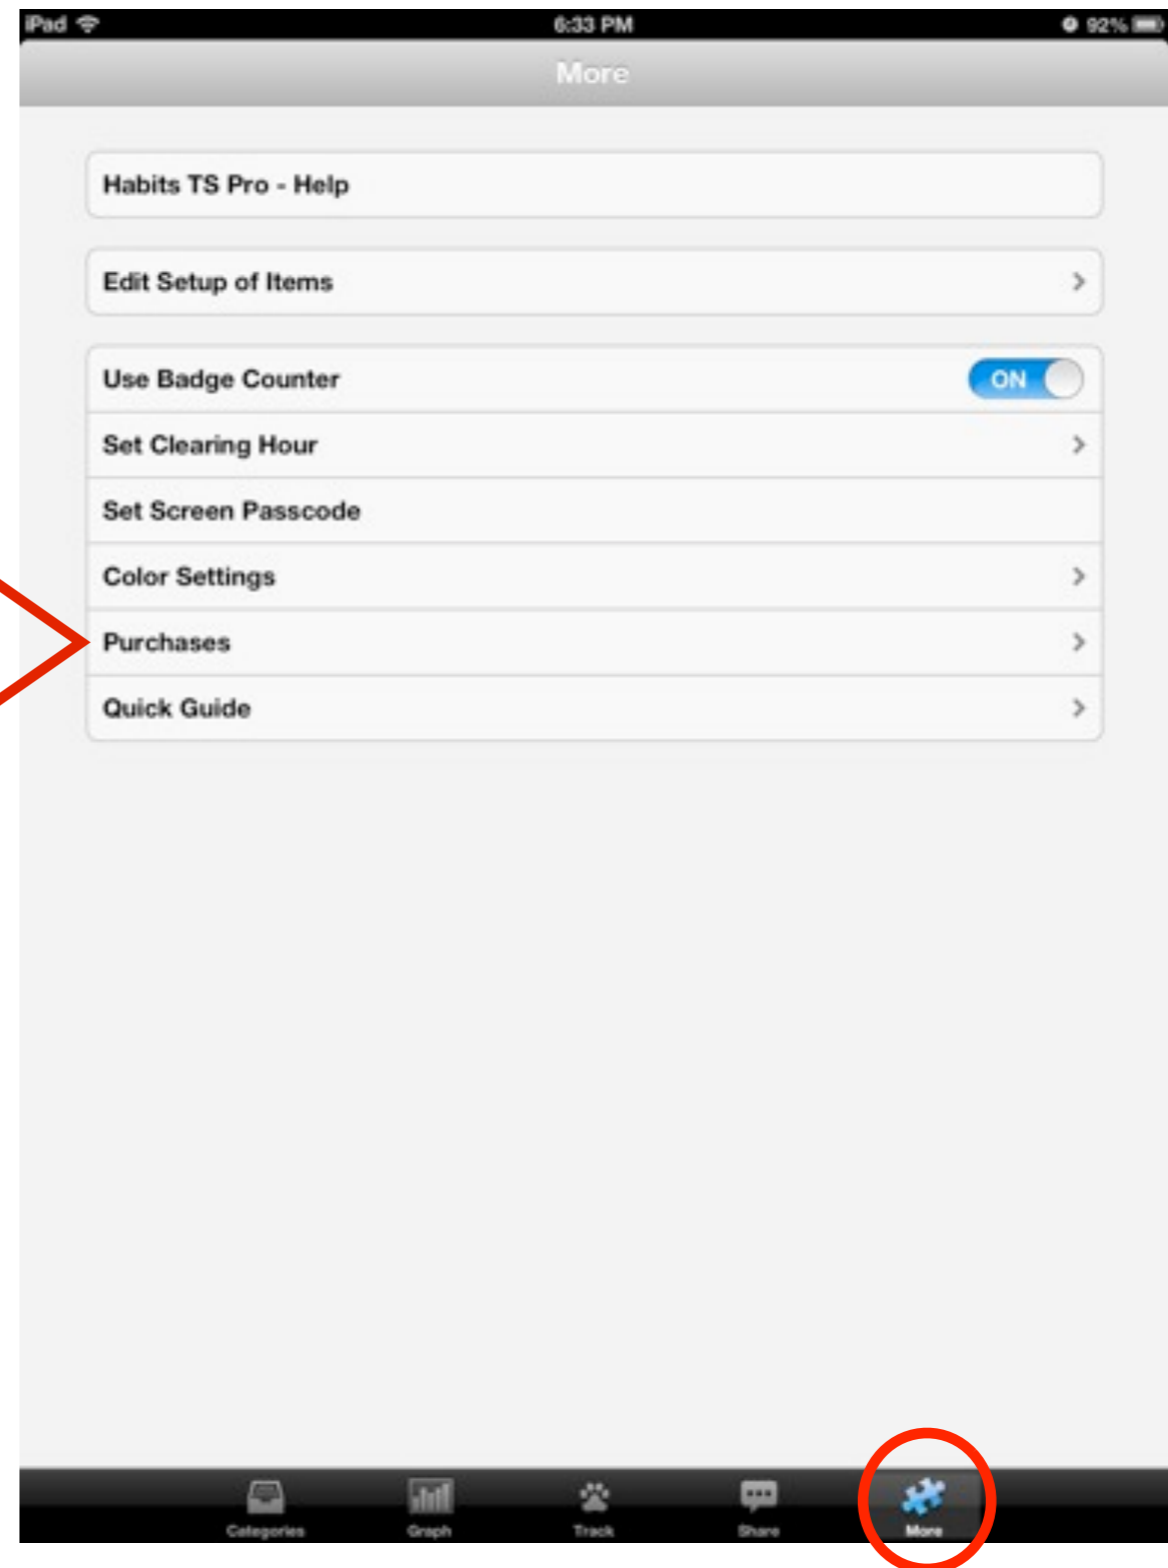 iPad 6:33 PM 92%
More
Habits TS Pro - Help
Edit Setup of Items
Use Badge Counter ON
Set Clearing Hour
Set Screen Passcode
Color Settings
Purchases
Quick Guide
Categories Graph Track Share More